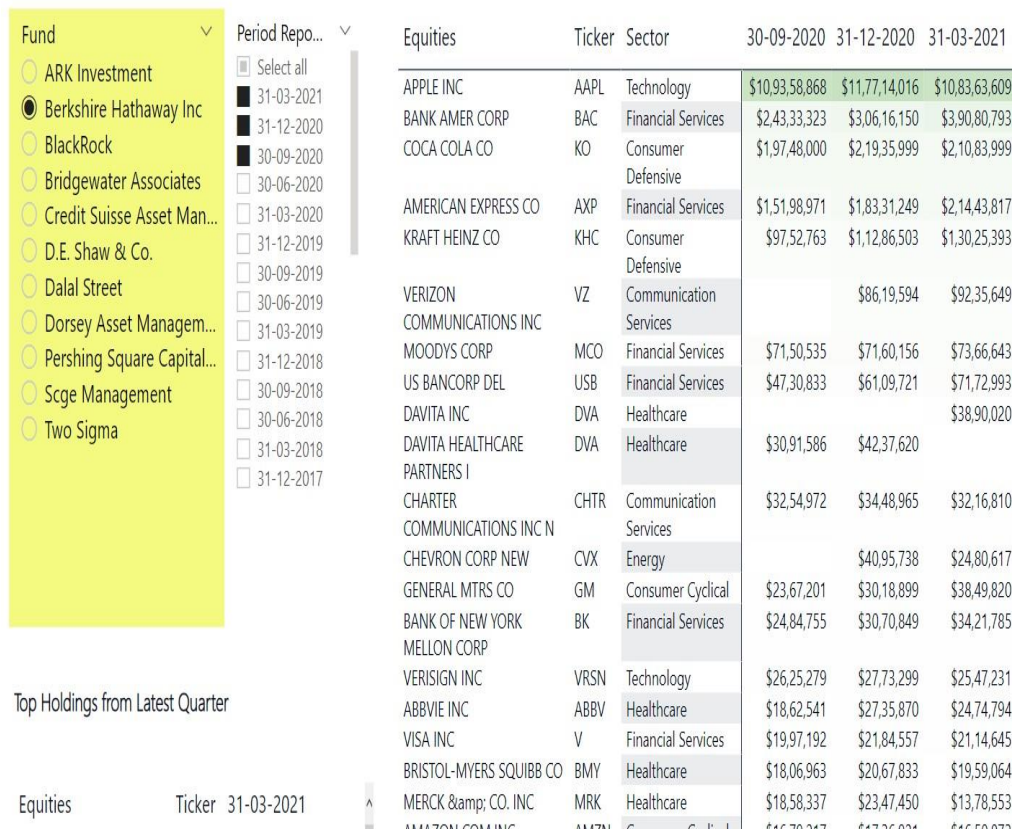 Fund
ARK Investment
Berkshire Hathaway Inc
BlackRock
Bridgewater Associates
Credit Suisse Asset Man...
D.E. Shaw & Co.
Dalal Street
Dorsey Asset Managem...
Pershing Square Capital...
Scge Management
Two Sigma
Period Repo...
Select all
31-03-2021
31-12-2020
30-09-2020
30-06-2020
31-03-2020
31-12-2019
30-09-2019
30-06-2019
31-03-2019
31-12-2018
30-09-2018
30-06-2018
31-03-2018
31-12-2017
Top Holdings from Latest Quarter
Equities Ticker 31-03-2021
Equities Ticker Sector 30-09-2020 31-12-2020 31-03-2021
APPLE INC AAPL Technology $10,93,58,868 $11,77,14,016 $10,83,63,609
BANK AMER CORP BAC Financial Services $2,43,33,323 $3,06,16,150 $3,90,80,793
COCA COLA CO KO Consumer $1,97,48,000 $2,19,35,999 $2,10,83,999
Defensive
AMERICAN EXPRESS CO AXP Financial Services $1,51,98,971 $1,83,31,249 $2,14,43,817
KRAFT HEINZ CO KHC Consumer $97,52,763 $1,12,86,503 $1,30,25,393
Defensive
VERIZON VZ Communication $86,19,594 $92,35,649
COMMUNICATIONS INC Services
MOODYS CORP MCO Financial Services $71,50,535 $71,60,156 $73,66,643
US BANCORP DEL USB Financial Services $47,30,833 $61,09,721 $71,72,993
DAVITA INC DVA Healthcare $38,90,020
DAVITA HEALTHCARE DVA Healthcare $30,91,586 $42,37,620
PARTNERS I
CHARTER CHTR Communication $32,54,972 $34,48,965 $32,16,810
COMMUNICATIONS INC N Services
CHEVRON CORP NEW CVX Energy $40,95,738 $24,80,617
GENERAL MTRS CO GM Consumer Cyclical $23,67,201 $30,18,899 $38,49,820
BANK OF NEW YORK BK Financial Services $24,84,755 $30,70,849 $34,21,785
MELLON CORP
VERISIGN INC VRSN Technology $26,25,279 $27,73,299 $25,47,231
ABBVIE INC ABBV Healthcare $18,62,541 $27,35,870 $24,74,794
VISA INC V Financial Services $19,97,192 $21,84,557 $21,14,645
BRISTOL-MYERS SQUIBB CO BMY Healthcare $18,06,963 $20,67,833 $19,59,064
MERCK &amp; CO. INC MRK Healthcare $18,58,337 $23,47,450 $13,78,553